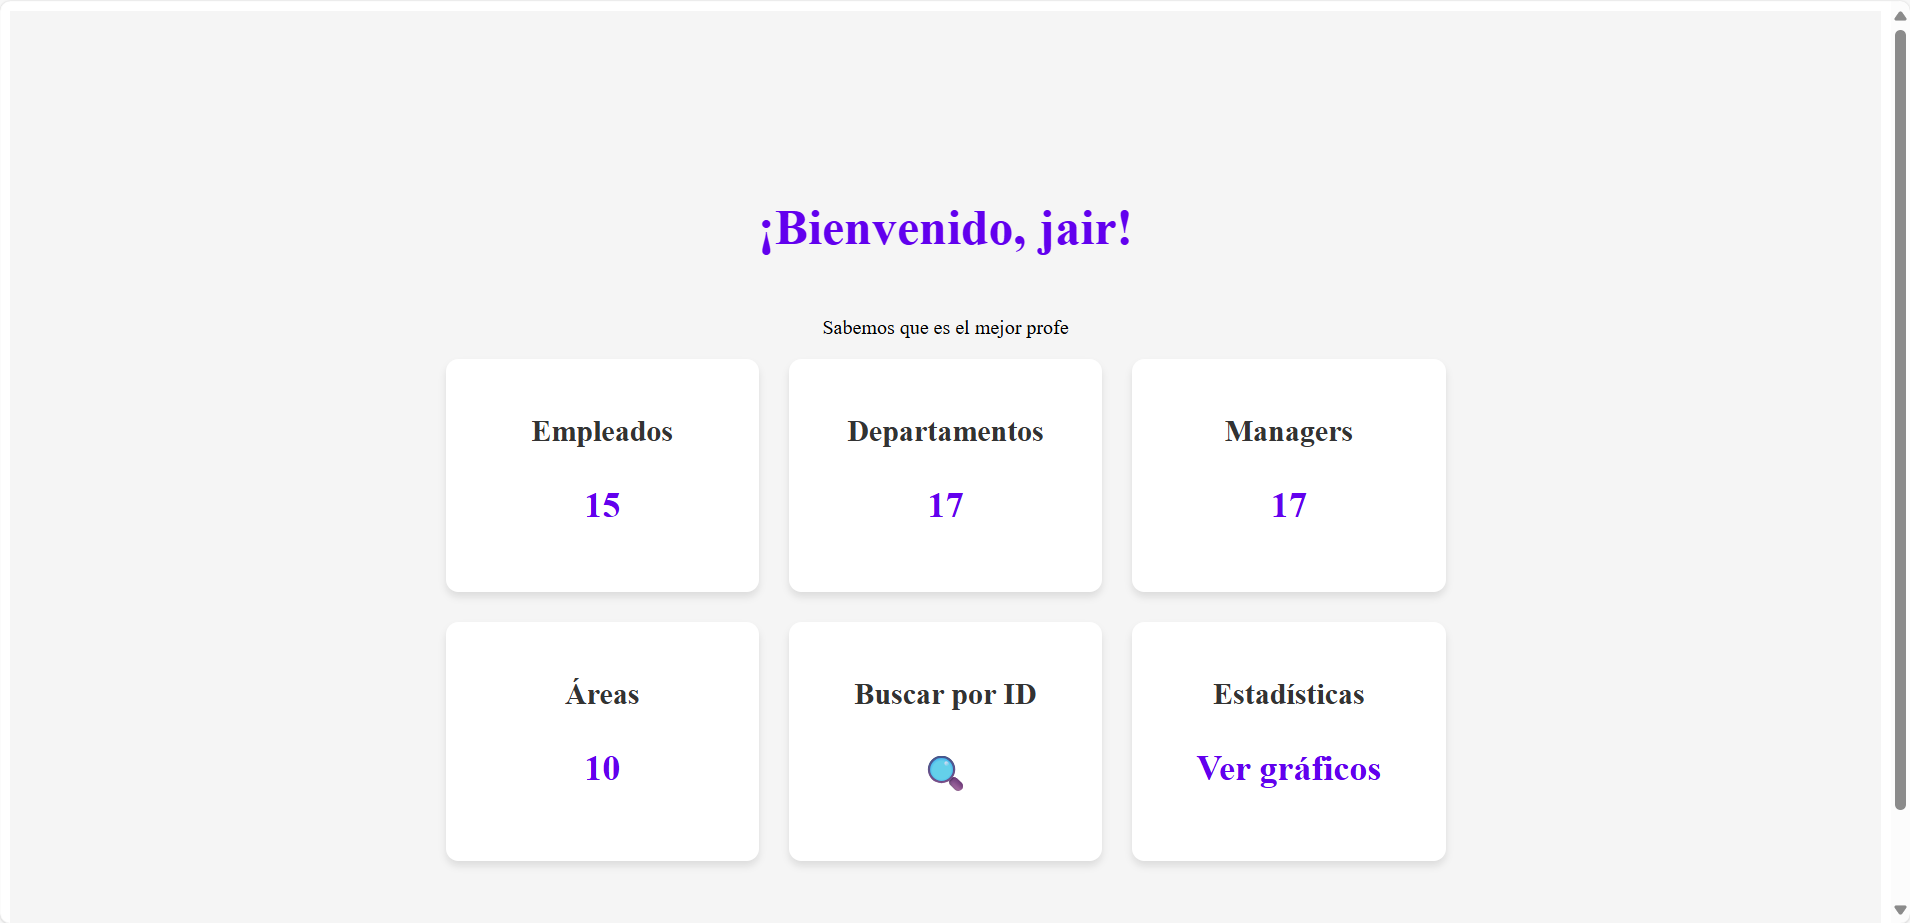 ¡Bienvenido, jair!
Sabemos que es el mejor profe
Empleados
15
Departamentos
17
Managers
17
Áreas
10
Buscar por ID
Estadísticas
Ver gráficos